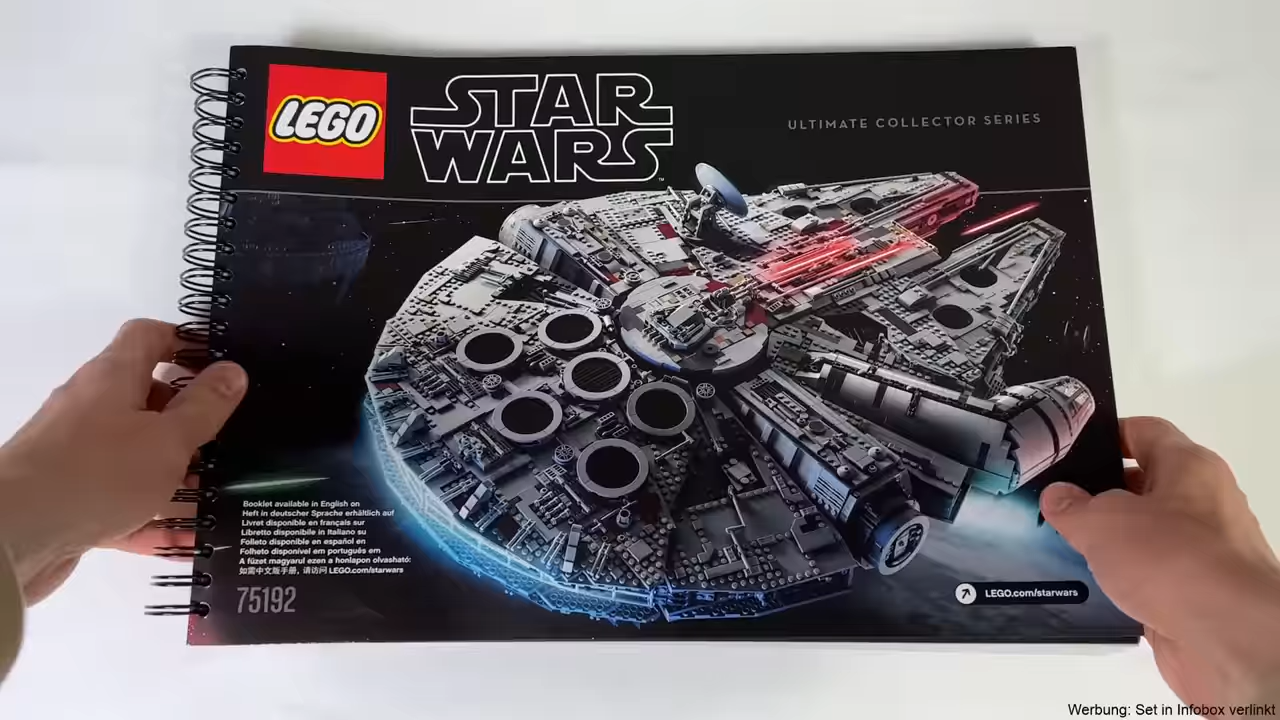 LEGO
STAR
WARS
™
ULTIMATE COLLECTOR SERIES
Booklet available in English on
Heft in deutscher Sprache erhältlich auf
Livret disponible en français sur
Libretto disponibile in italiano su
Folleto disponible en español en
Folheto disponível em português em
A füzet magyarul ezen a honlapon olvasható:
如需中文版手册, 请访问 LEGO.com/starwars
75192
LEGO.com/starwars
Werbung: Set in Infobox verlinkt